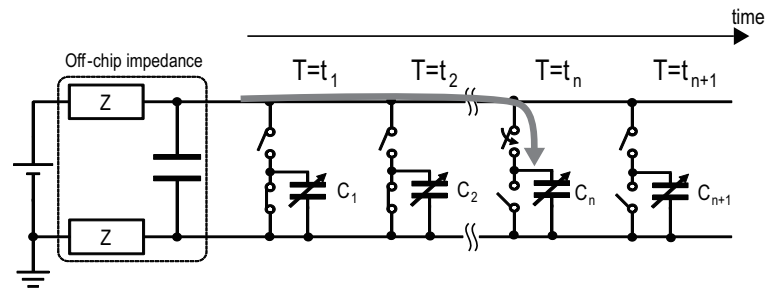 time
Off-chip impedance
T=t1 T=t2 T=tn T=tn+1
Z
C1 C2 Cn Cn+1
Z